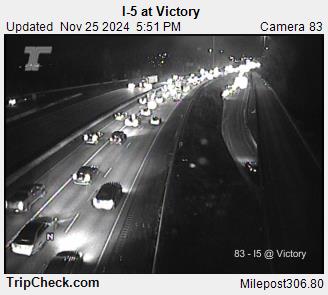 I-5 at Victory
Updated  Nov 25 2024  5:51 PM
Camera 83
T
N
83 - I5 @ Victory
TripCheck.com
Milepost306.80